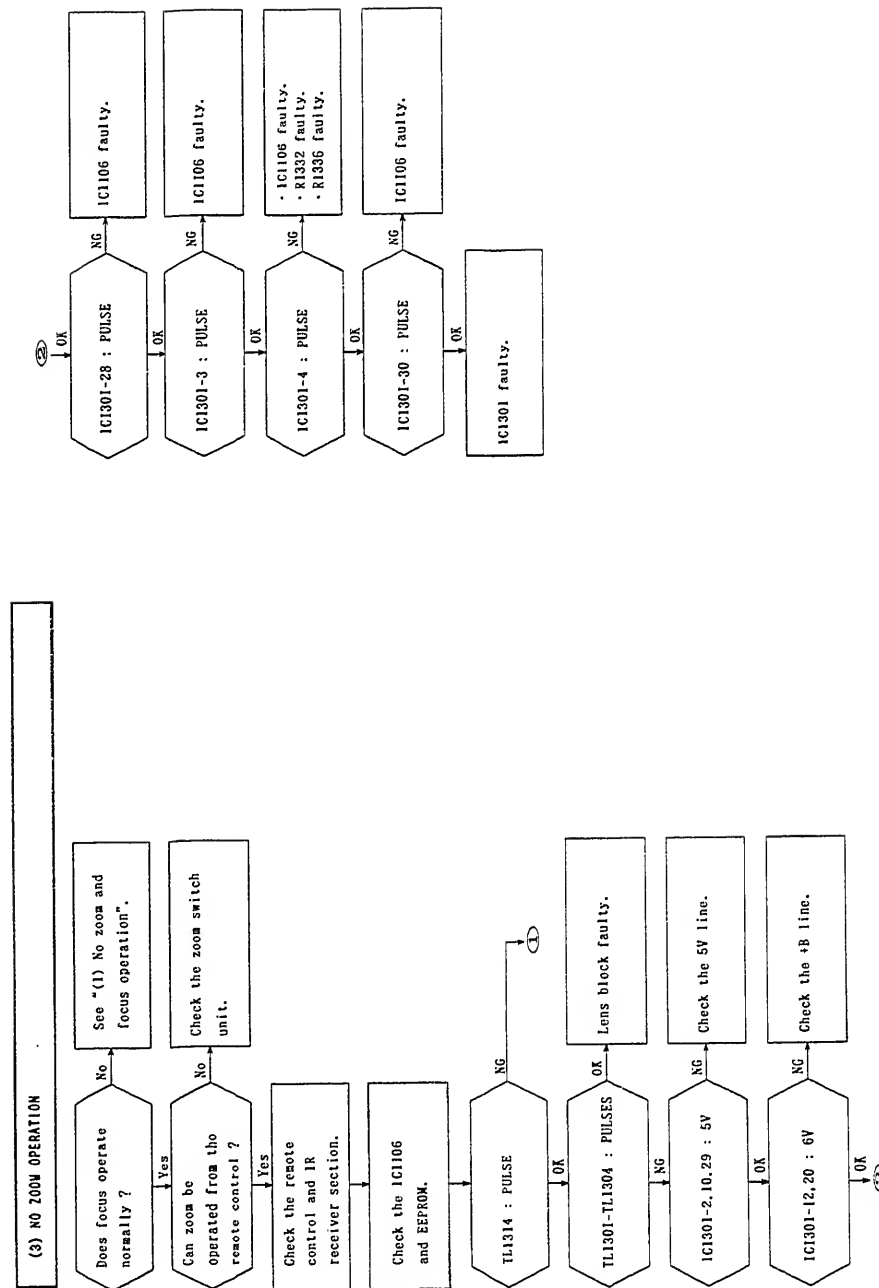 (3) NO ZOOM OPERATION
Does focus operate
normally ?
No
See "(1) No zoom and
focus operation".
Yes
Can zoom be
operated from tho
remote control ?
No
Check the zoom switch
unit.
Yes
Check the remote
control and IR
receiver section.
Check the IC1106
and EEPROM.
TL1314 : PULSE
NG
1
OK
TL1301-TL1304 : PULSES
OK
Lens block faulty.
NG
IC1301-2,10,29 : 5V
NG
Check the 5V line.
OK
IC1301-12,20 : 6V
NG
Check the +B line.
OK
2
OK
IC1301-28 : PULSE
NG
IC1106 faulty.
OK
IC1301-3 : PULSE
NG
IC1106 faulty.
OK
IC1301-4 : PULSE
NG
· IC1106 faulty.
· R1332 faulty.
· R1336 faulty.
OK
IC1301-30 : PULSE
NG
IC1106 faulty.
OK
IC1301 faulty.